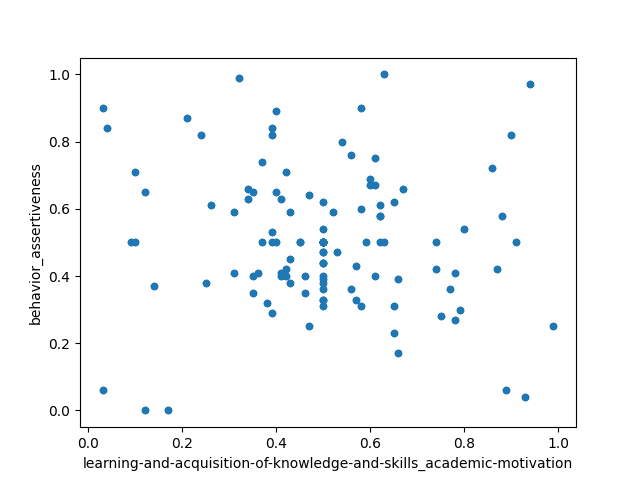 1.0
0.8
0.6
0.4
0.2
0.0
behavior_assertiveness
0.0 0.2 0.4 0.6 0.8 1.0
learning-and-acquisition-of-knowledge-and-skills_academic-motivation